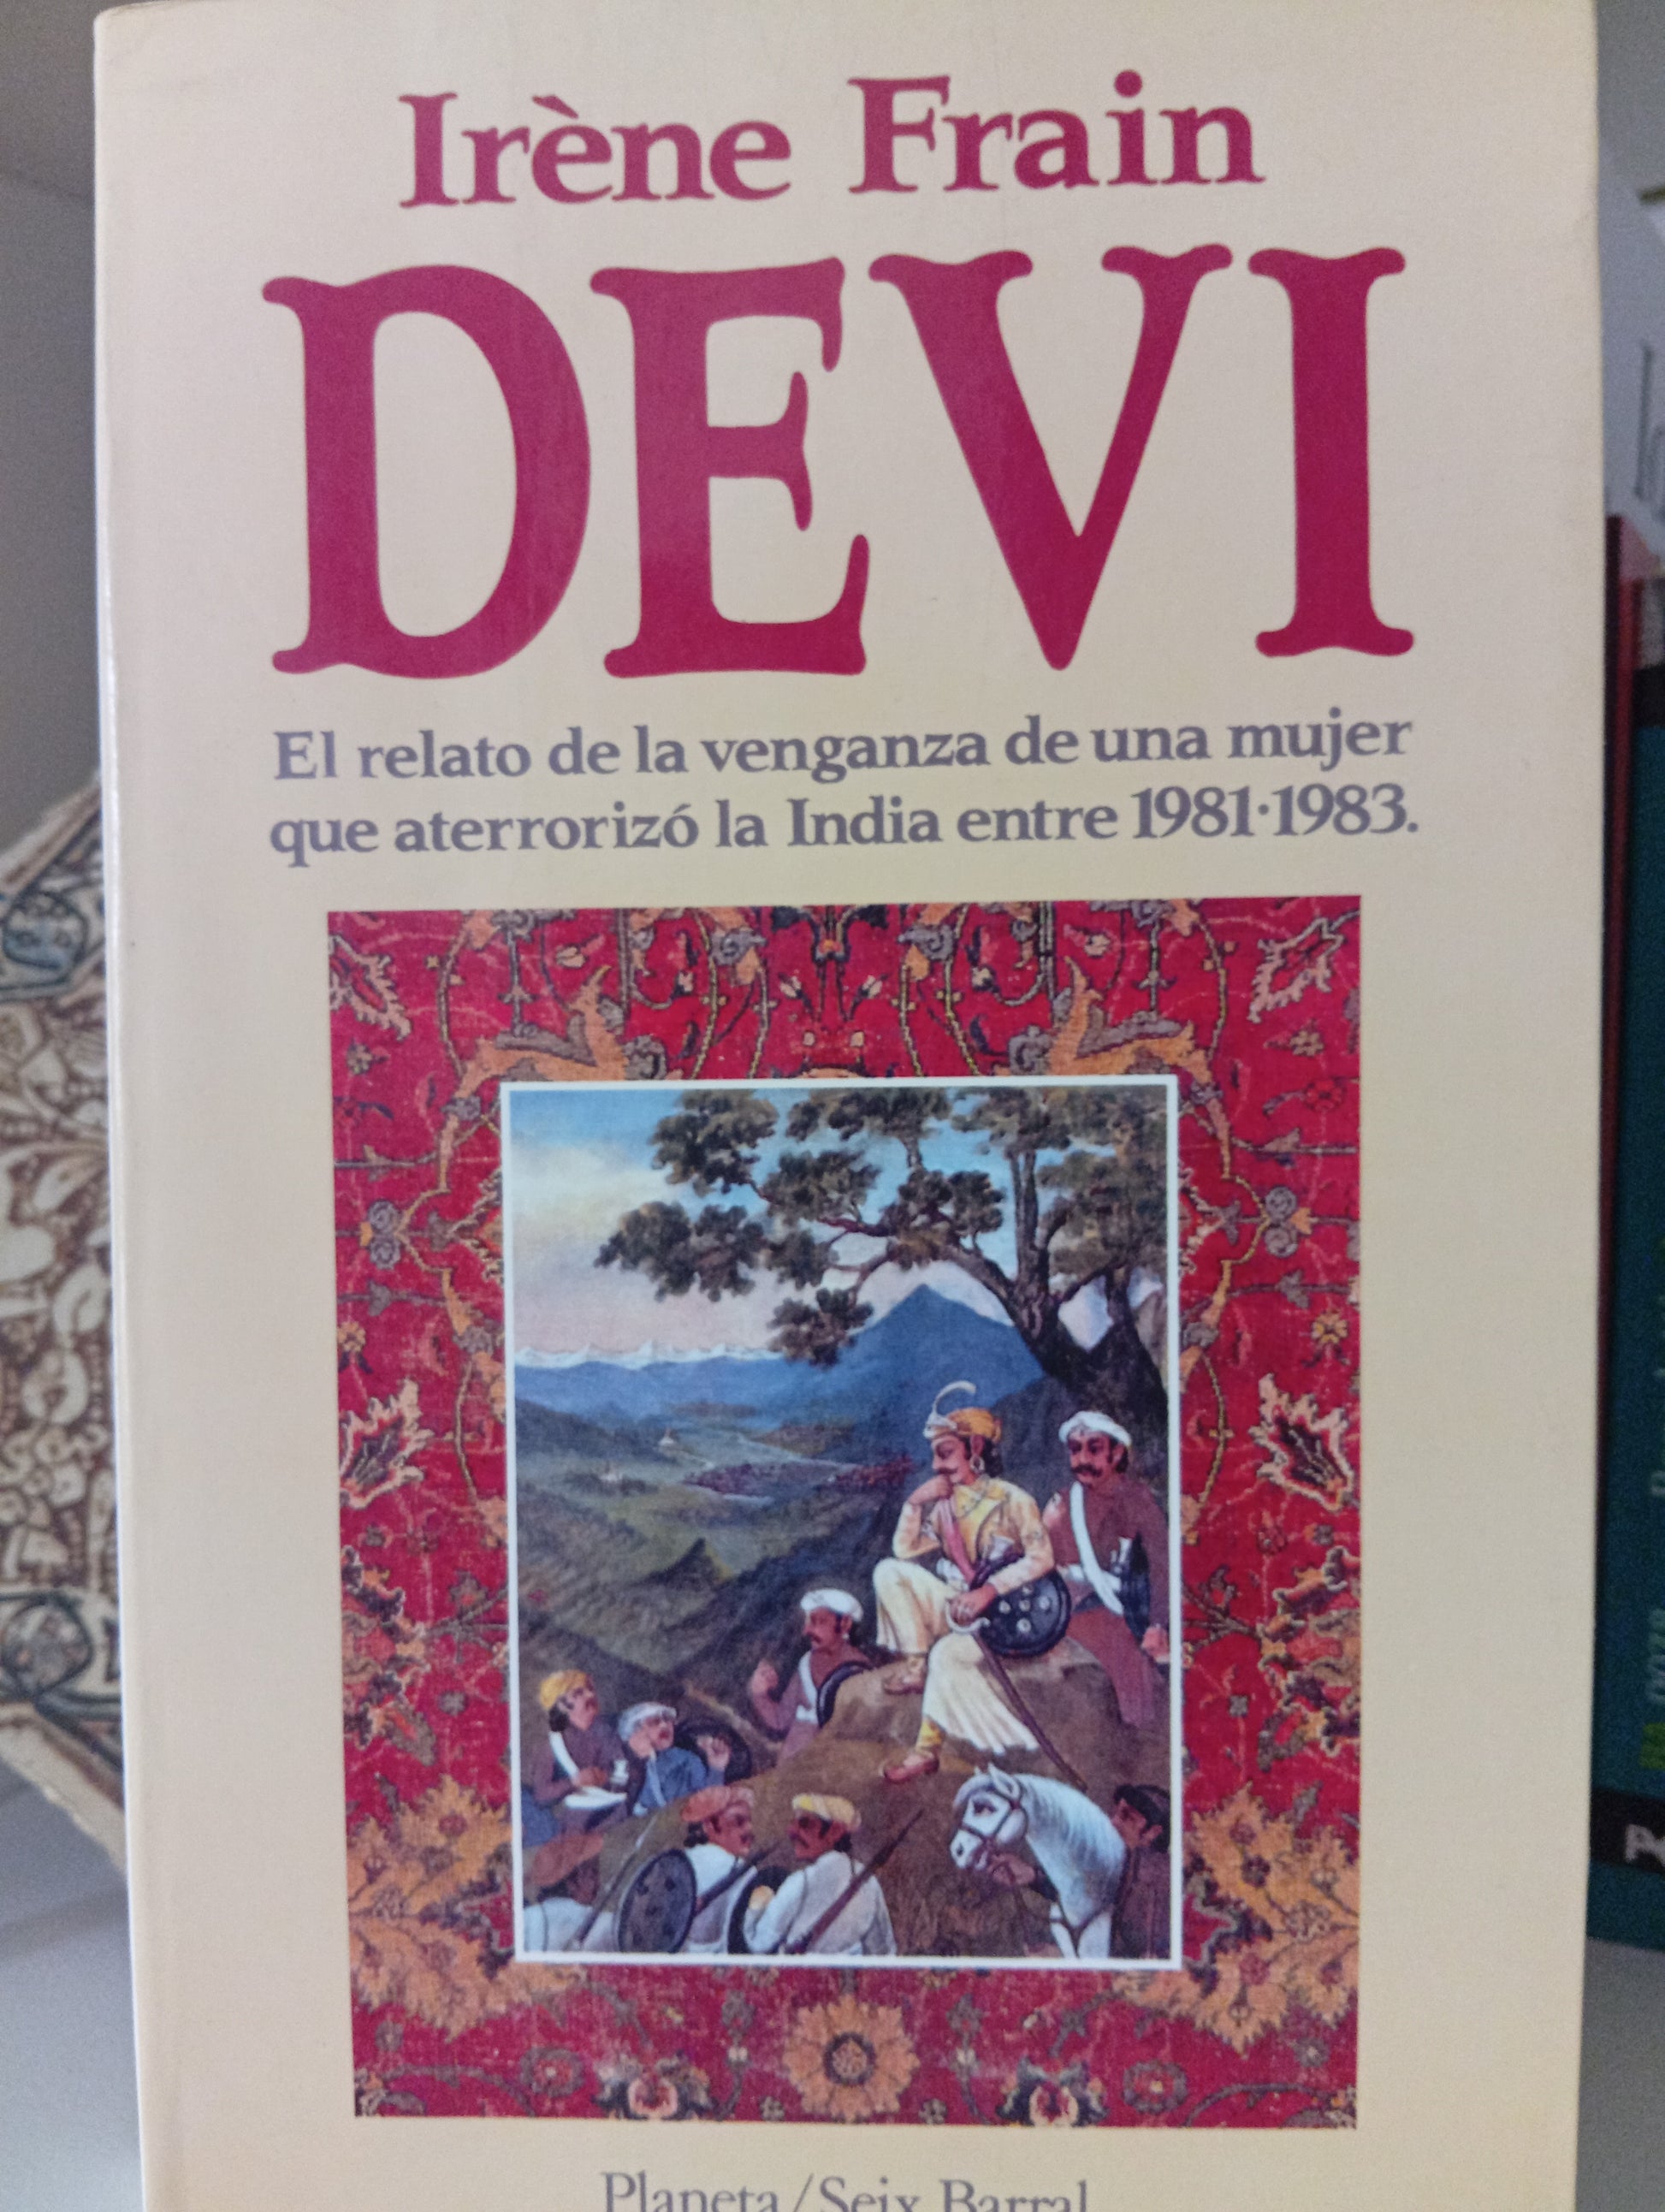 Irène Frain
DEVI
El relato de la venganza de una mujer
que aterrorizó la India entre 1981·1983.
Planeta/Seix Barral